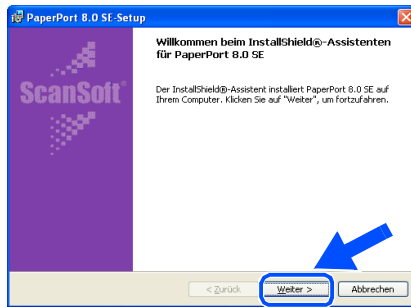 PaperPort 8.0 SE-Setup
Willkommen beim InstallShield®-Assistenten
für PaperPort 8.0 SE
ScanSoft®
Der InstallShield®-Assistent installiert PaperPort 8.0 SE auf
Ihrem Computer. Klicken Sie auf "Weiter", um fortzufahren.
< Zurück
Weiter >
Abbrechen